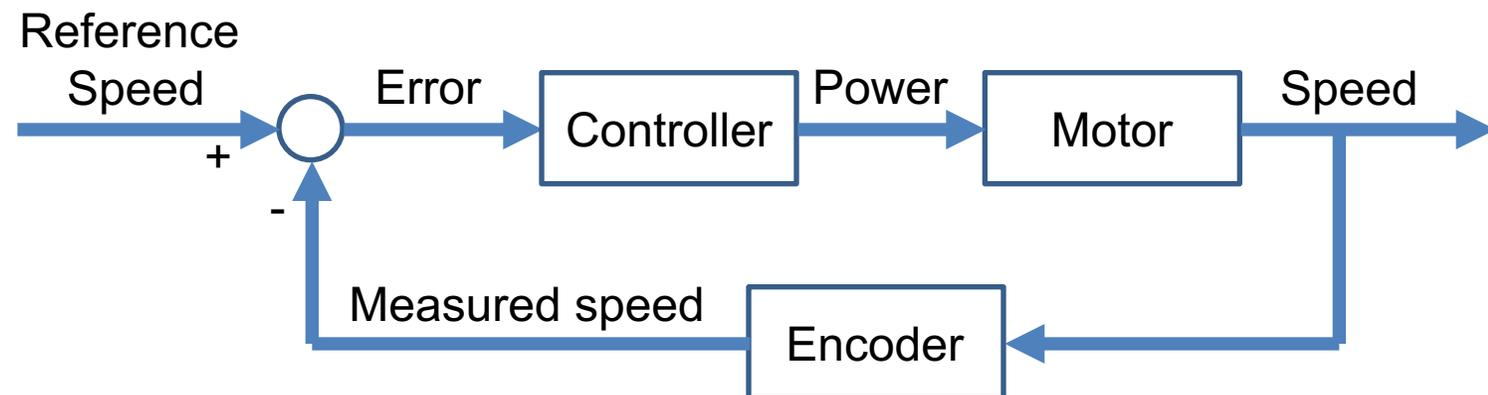 Reference
Speed
Error
Controller
Power
Motor
Speed
+
-
Measured speed
Encoder